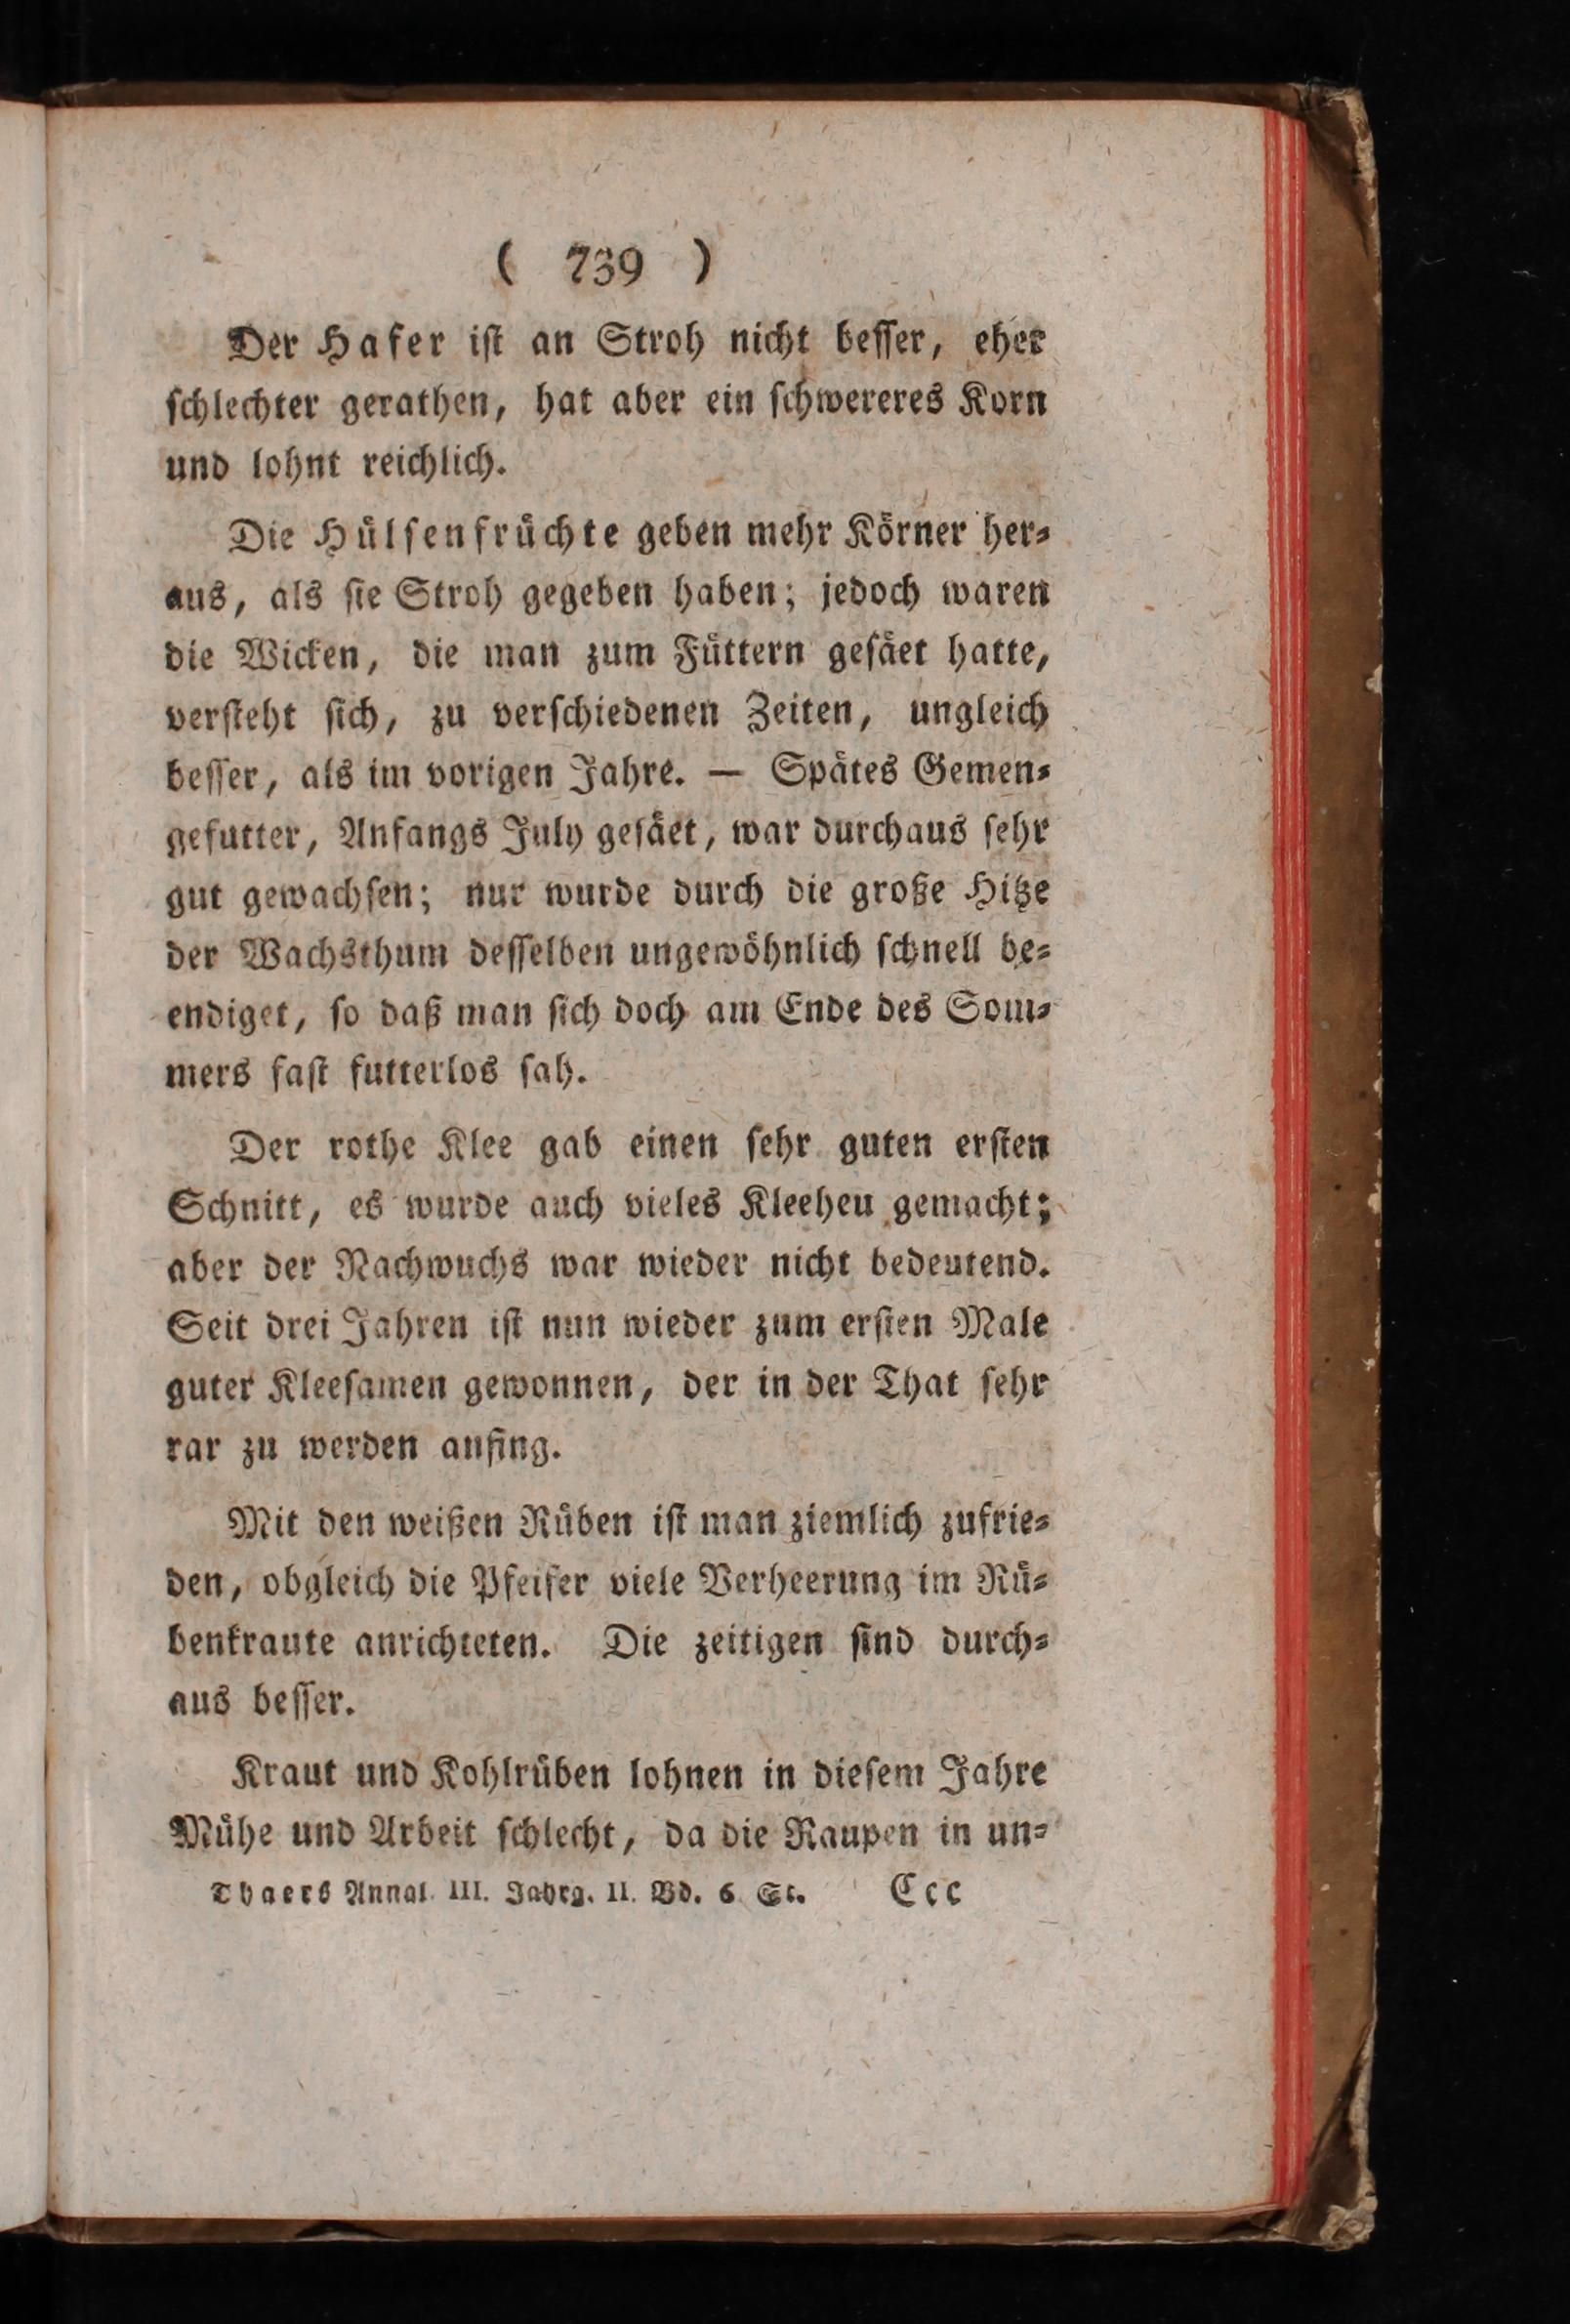 ( 739 )
Der Hafer iſt an Stroh nicht beſſer, eher
ſchlechter gerathen, hat aber ein ſchwereres Korn
und lohnt reichlich.
Die Hülſenfrüchte geben mehr Körner her⸗
aus, als ſie Stroh gegeben haben; jedoch waren
die Wicken, die man zum Füttern geſäet hatte,
verſteht ſich, zu verſchiedenen Zeiten, ungleich
beſſer, als im vorigen Jahre. — Spätes Gemen⸗
gefutter, Anfangs July geſäet, war durchaus ſehr
gut gewachſen; nur wurde durch die große Hitze
der Wachsthum deſſelben ungewöhnlich ſchnell be⸗
endiget, ſo daß man ſich doch am Ende des Som⸗
mers faſt futterlos ſah.
Der rothe Klee gab einen ſehr guten erſten
Schnitt, es wurde auch vieles Kleeheu gemacht;
aber der Nachwuchs war wieder nicht bedeutend.
Seit drei Jahren iſt nun wieder zum erſten Male
guter Kleeſamen gewonnen, der in der That ſehr
rar zu werden anfing.
Mit den weißen Rüben iſt man ziemlich zufrie⸗
den, obgleich die Pfeifer viele Verheerung im Rü⸗
benkraute anrichteten. Die zeitigen ſind durch⸗
aus beſſer.
Kraut und Kohlrüben lohnen in dieſem Jahre
Mühe und Arbeit ſchlecht, da die Raupen in un⸗
Thaers Annal. III. Jahrg. II. Bd. 6 St. Ccc